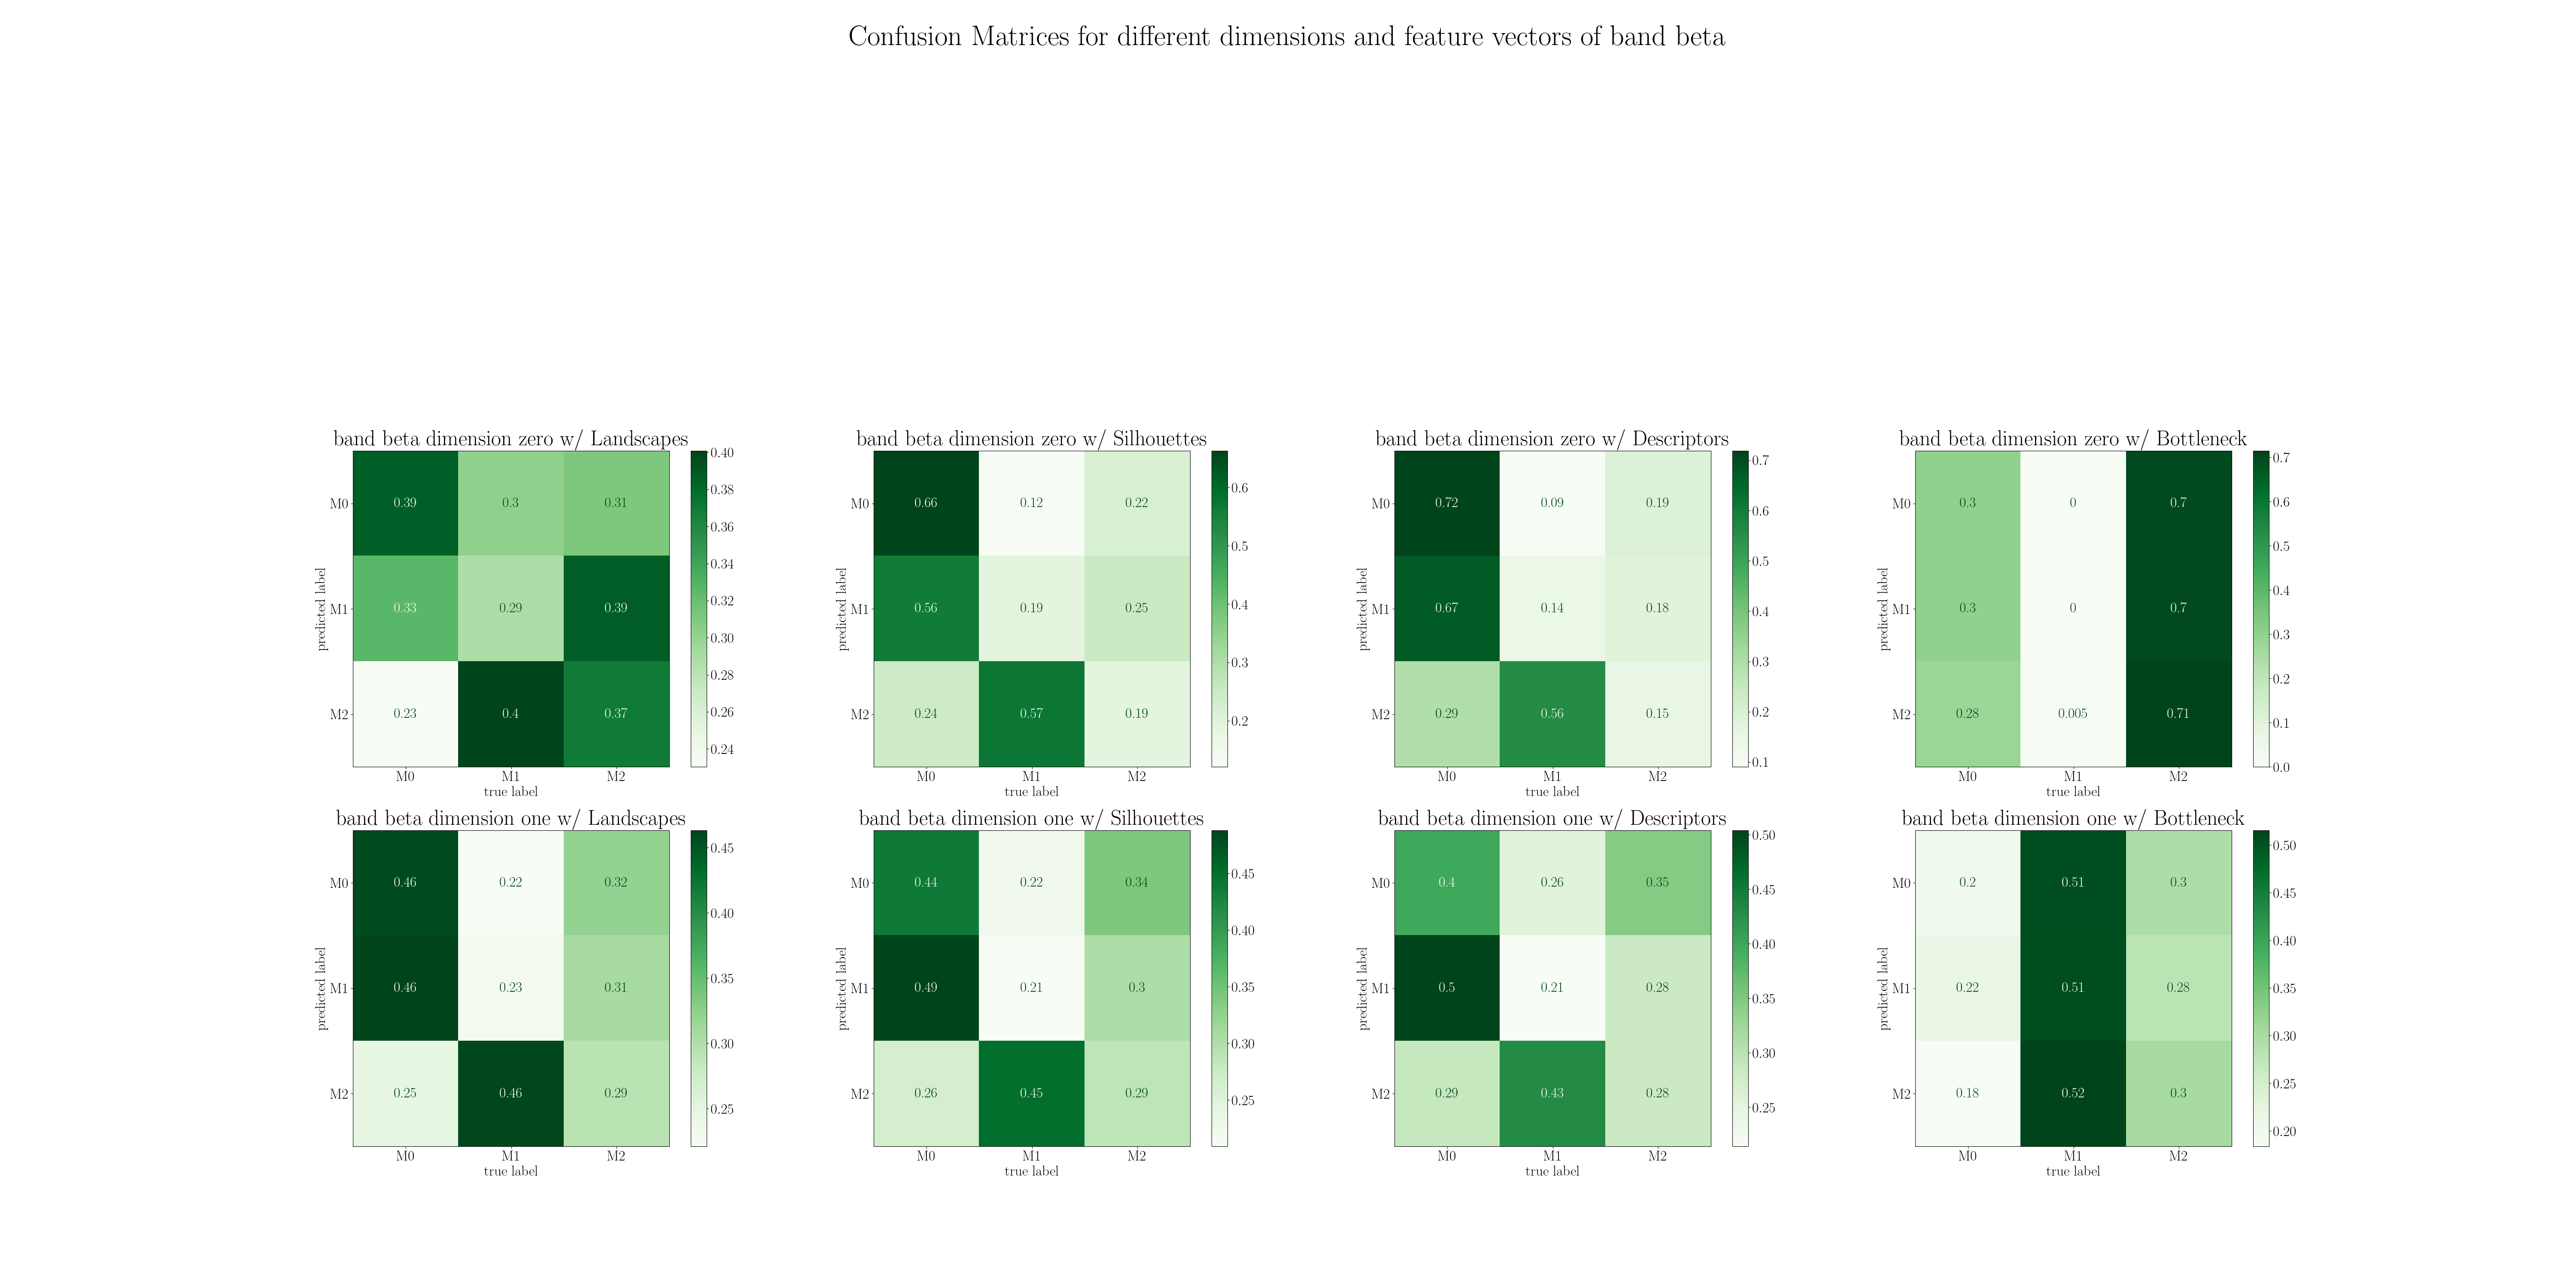 Confusion Matrices for different dimensions and feature vectors of band beta
band beta dimension zero w/ Landscapes
predicted label
M0 0.39 0.3 0.31
M1 0.33 0.29 0.39
M2 0.23 0.4 0.37
M0 M1 M2
true label
0.40
0.38
0.36
0.34
0.32
0.30
0.28
0.26
0.24
band beta dimension zero w/ Silhouettes
predicted label
M0 0.66 0.12 0.22
M1 0.56 0.19 0.25
M2 0.24 0.57 0.19
M0 M1 M2
true label
0.6
0.5
0.4
0.3
0.2
band beta dimension zero w/ Descriptors
predicted label
M0 0.72 0.09 0.19
M1 0.67 0.14 0.18
M2 0.29 0.56 0.15
M0 M1 M2
true label
0.7
0.6
0.5
0.4
0.3
0.2
0.1
band beta dimension zero w/ Bottleneck
predicted label
M0 0.3 0 0.7
M1 0.3 0 0.7
M2 0.28 0.005 0.71
M0 M1 M2
true label
0.7
0.6
0.5
0.4
0.3
0.2
0.1
0.0
band beta dimension one w/ Landscapes
predicted label
M0 0.46 0.22 0.32
M1 0.46 0.23 0.31
M2 0.25 0.46 0.29
M0 M1 M2
true label
0.45
0.40
0.35
0.30
0.25
band beta dimension one w/ Silhouettes
predicted label
M0 0.44 0.22 0.34
M1 0.49 0.21 0.3
M2 0.26 0.45 0.29
M0 M1 M2
true label
0.45
0.40
0.35
0.30
0.25
band beta dimension one w/ Descriptors
predicted label
M0 0.4 0.26 0.35
M1 0.5 0.21 0.28
M2 0.29 0.43 0.28
M0 M1 M2
true label
0.50
0.45
0.40
0.35
0.30
0.25
band beta dimension one w/ Bottleneck
predicted label
M0 0.2 0.51 0.3
M1 0.22 0.51 0.28
M2 0.18 0.52 0.3
M0 M1 M2
true label
0.50
0.45
0.40
0.35
0.30
0.25
0.20